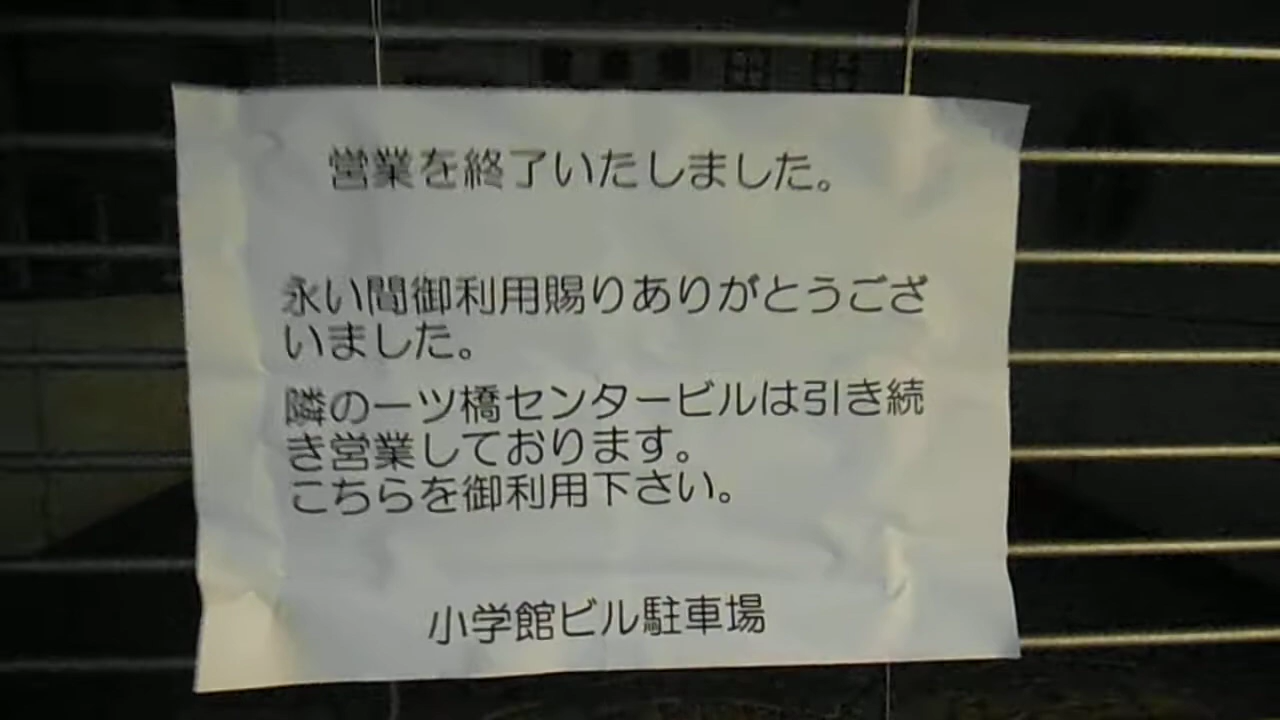 営業を終了いたしました。
永い間御利用賜りありがとうござ
いました。
隣の一ツ橋センタービルは引き続
き営業しております。
こちらを御利用下さい。
小学館ビル駐車場